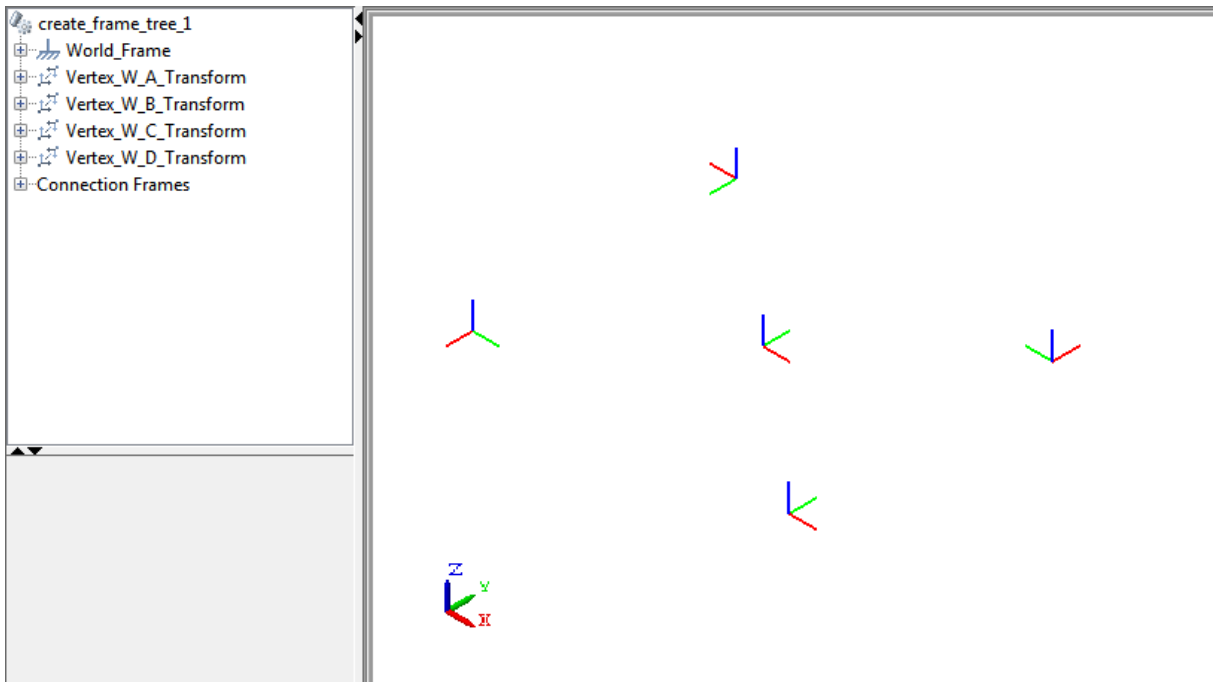 create_frame_tree_1
World_Frame
Vertex_W_A_Transform
Vertex_W_B_Transform
Vertex_W_C_Transform
Vertex_W_D_Transform
Connection Frames
Z
Y
X